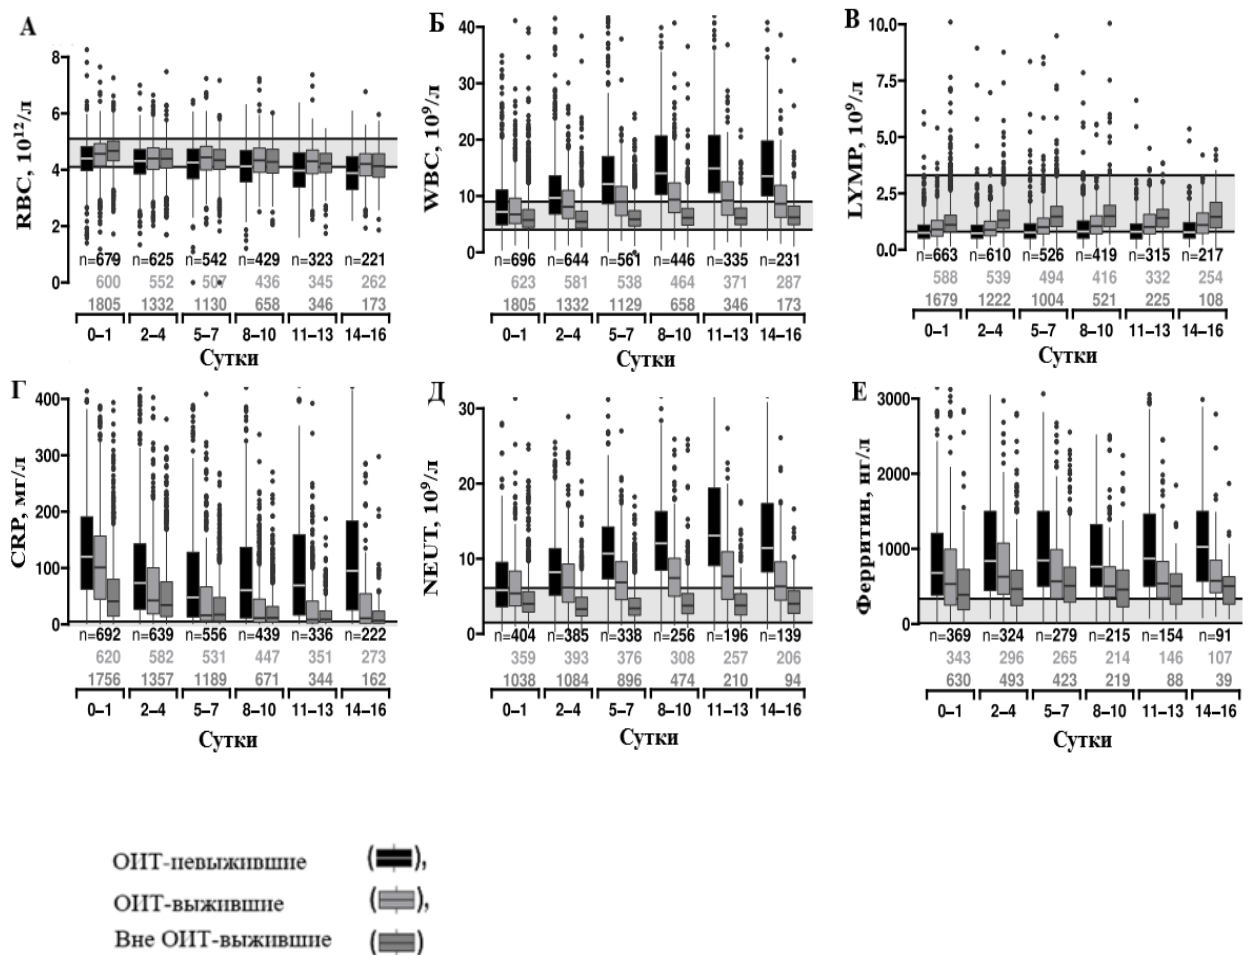 А
RBC, 10¹²/л
8
6
4
2
0
n=679 n=625 n=542 n=429 n=323 n=221
600 552 507 436 345 262
1805 1332 1130 658 346 173
0–1 2–4 5–7 8–10 11–13 14–16
Сутки
Б
WBC, 10⁹/л
40
30
20
10
0
n=696 n=644 n=561 n=446 n=335 n=231
623 581 538 464 371 287
1805 1332 1129 658 346 173
0–1 2–4 5–7 8–10 11–13 14–16
Сутки
В
LYMP, 10⁹/л
10.0
7.5
5.0
2.5
0.0
n=663 n=610 n=526 n=419 n=315 n=217
588 539 494 416 332 254
1679 1222 1004 521 225 108
0–1 2–4 5–7 8–10 11–13 14–16
Сутки
Г
CRP, мг/л
400
300
200
100
0
n=692 n=639 n=556 n=439 n=336 n=222
620 582 531 447 351 273
1756 1357 1189 671 344 162
0–1 2–4 5–7 8–10 11–13 14–16
Сутки
Д
NEUT, 10⁹/л
30
20
10
0
n=404 n=385 n=338 n=256 n=196 n=139
359 393 376 308 257 206
1038 1084 896 474 210 94
0–1 2–4 5–7 8–10 11–13 14–16
Сутки
Е
Ферритин, нг/л
3000
2000
1000
0
n=369 n=324 n=279 n=215 n=154 n=91
343 296 265 214 146 107
630 493 423 219 88 39
0–1 2–4 5–7 8–10 11–13 14–16
Сутки
ОИТ-певыжившие (),
ОИТ-выжившие (),
Вне ОИТ-выжившие ()